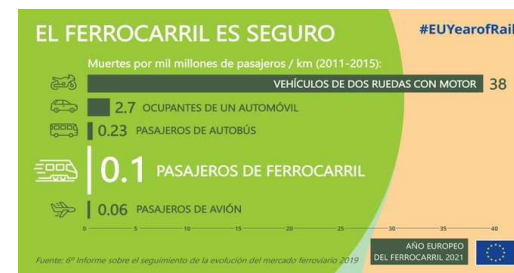 EL FERROCARRIL ES SEGURO
#EUYearofRail
Muertes por mil millones de pasajeros / km (2011-2015):
VEHÍCULOS DE DOS RUEDAS CON MOTOR 38
2.7 OCUPANTES DE UN AUTOMÓVIL
0.23 PASAJEROS DE AUTOBÚS
0.1 PASAJEROS DE FERROCARRIL
0.06 PASAJEROS DE AVIÓN
0 5 10 15 20 25 30 35 40
AÑO EUROPEO
DEL FERROCARRIL 2021
Fuente: 6º Informe sobre el seguimiento de la evolución del mercado ferroviario 2019